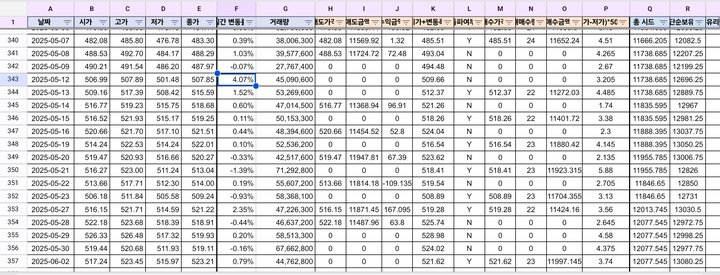 A B C D E F G H I J K L M N O P Q R
1 날짜 시가 고가 저가 종가 간 변동 거래량 도가 도금 익금 가+변동 파여 수가 매수 수금액 가-저가)*50 총 시드 단순보유
340 2025-05-07 482.08 485.80 476.78 483.30 0.39% 38,006,300 482.08 11569.92 1.32 485.51 Y 485.51 24 11652.24 4.51 11666.205 12082.5
341 2025-05-08 488.53 492.70 484.17 488.29 1.03% 39,577,600 488.53 11724.72 72.48 493.04 N 0 0 0 4.265 11738.685 12207.25
342 2025-05-09 490.21 491.54 486.20 487.97 -0.07% 27,767,400 0 0 0 494.48 N 0 0 0 2.67 11738.685 12199.25
343 2025-05-12 506.99 507.89 501.48 507.85 4.07% 45,090,600 0 0 0 509.66 N 0 0 0 3.205 11738.685 12696.25
344 2025-05-13 509.16 517.39 508.42 515.59 1.52% 53,269,600 0 0 0 512.37 Y 512.37 22 11272.03 4.485 11738.685 12889.75
345 2025-05-14 516.77 519.23 515.75 518.68 0.60% 47,014,500 516.77 11368.94 96.91 521.26 N 0 0 0 1.74 11835.595 12967
346 2025-05-15 516.52 521.93 515.17 519.25 0.11% 50,153,300 0 0 0 518.26 Y 518.26 22 11401.72 3.38 11835.595 12981.25
347 2025-05-16 520.66 521.70 517.10 521.51 0.44% 48,394,600 520.66 11454.52 52.8 524.04 N 0 0 0 2.3 11888.395 13037.75
348 2025-05-19 514.24 522.53 514.24 522.01 0.10% 52,536,200 0 0 0 516.54 Y 516.54 23 11880.42 4.145 11888.395 13050.25
349 2025-05-20 519.47 520.93 516.66 520.27 -0.33% 42,517,600 519.47 11947.81 67.39 523.62 N 0 0 0 2.135 11955.785 13006.75
350 2025-05-21 516.27 523.00 511.24 513.04 -1.39% 71,292,800 0 0 0 518.41 Y 518.41 23 11923.315 5.88 11955.785 12826
351 2025-05-22 513.66 517.71 512.30 514.00 0.19% 55,607,200 513.66 11814.18 -109.135 519.54 N 0 0 0 2.705 11846.65 12850
352 2025-05-23 506.18 511.84 505.58 509.24 -0.93% 58,368,100 0 0 0 508.89 Y 508.89 23 11704.355 3.13 11846.65 12731
353 2025-05-27 516.15 521.71 514.59 521.22 2.35% 47,226,300 516.15 11871.45 167.095 519.28 Y 519.28 22 11424.16 3.56 12013.745 13030.5
354 2025-05-28 522.18 523.68 518.39 518.91 -0.44% 56,637,200 522.18 11487.96 63.8 525.74 N 0 0 0 2.645 12077.545 12972.75
355 2025-05-29 526.33 526.48 517.32 519.93 0.20% 58,513,300 0 0 0 528.98 N 0 0 0 4.58 12077.545 12998.25
356 2025-05-30 519.44 520.68 511.93 519.11 -0.16% 67,662,800 0 0 0 524.02 N 0 0 0 4.375 12077.545 12977.75
357 2025-06-02 517.24 523.45 515.97 523.21 0.79% 44,762,800 0 0 0 521.62 Y 521.62 23 11997.145 3.74 12077.545 13080.25